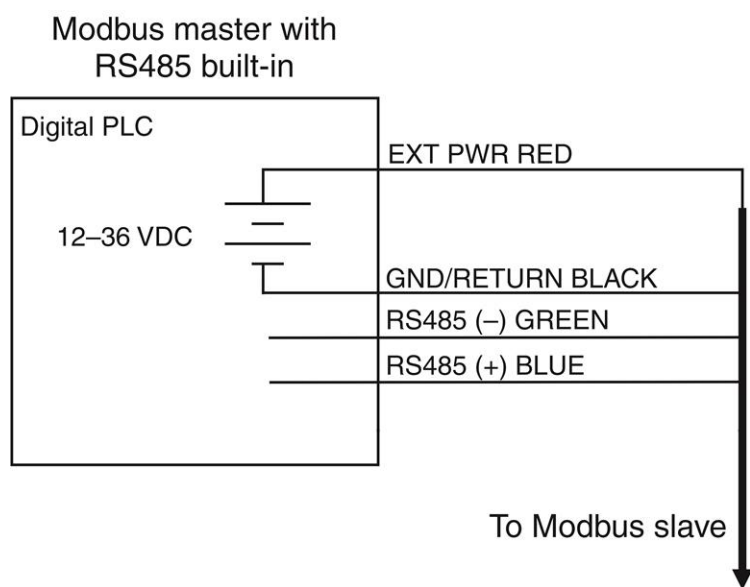 Modbus master with
RS485 built-in
Digital PLC
EXT PWR RED
12–36 VDC
GND/RETURN BLACK
RS485 (–) GREEN
RS485 (+) BLUE
To Modbus slave